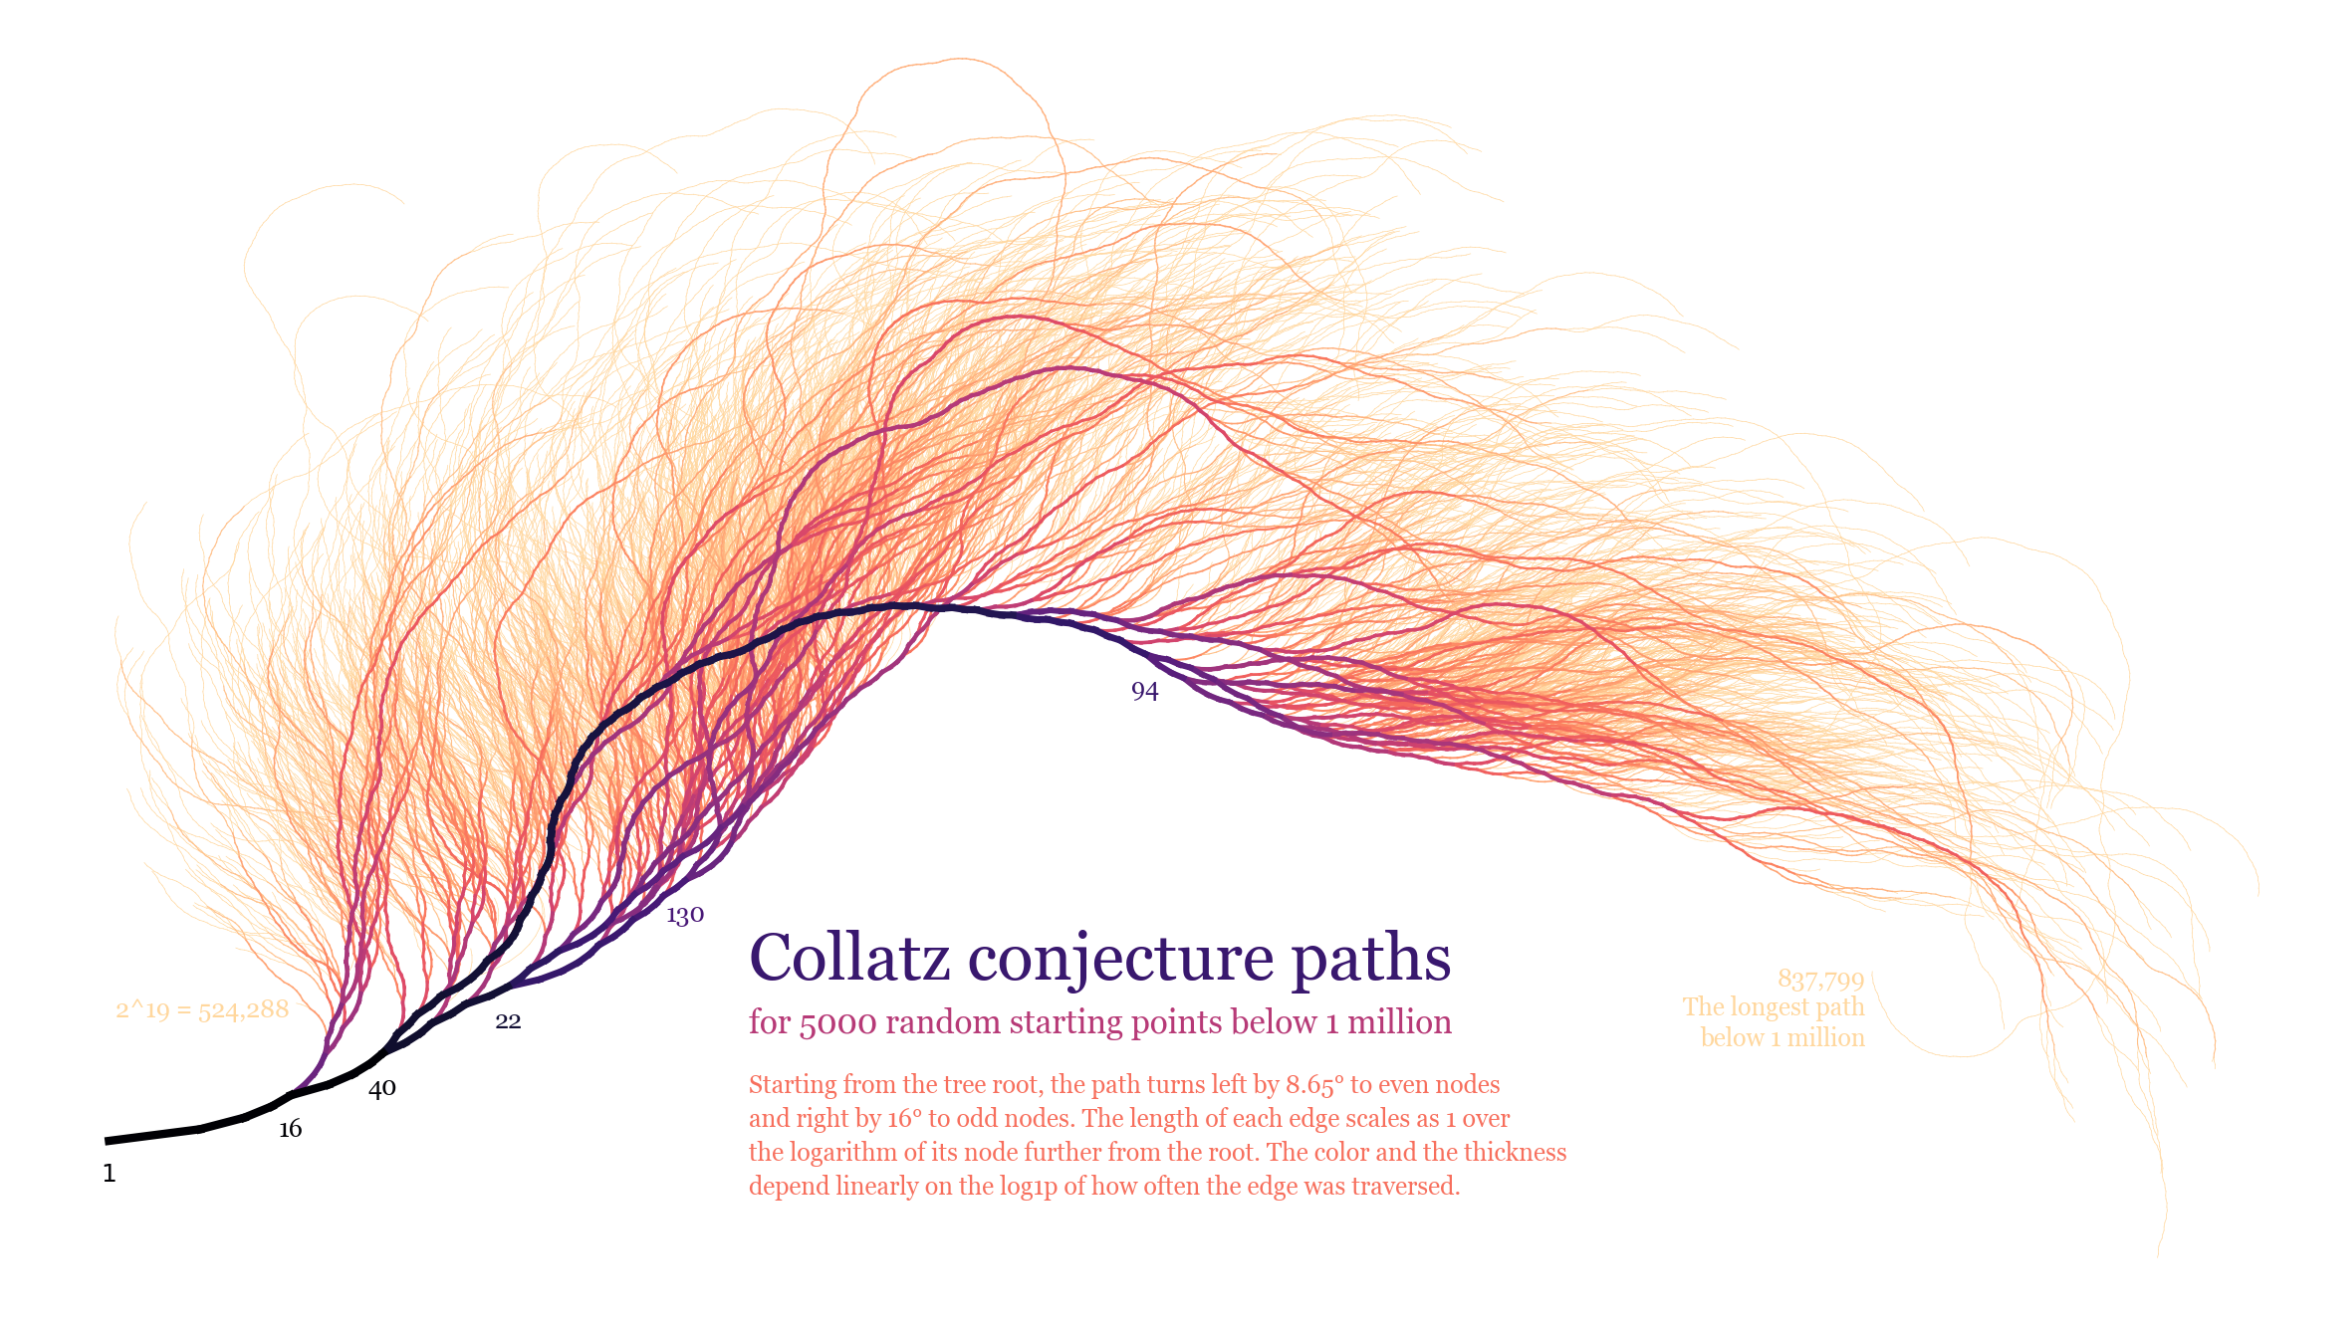 94
130
Collatz conjecture paths
for 5000 random starting points below 1 million
837,799
The longest path
below 1 million
2^19 = 524,288
22
40
16
1
Starting from the tree root, the path turns left by 8.65° to even nodes
and right by 16° to odd nodes. The length of each edge scales as 1 over
the logarithm of its node further from the root. The color and the thickness
depend linearly on the log1p of how often the edge was traversed.